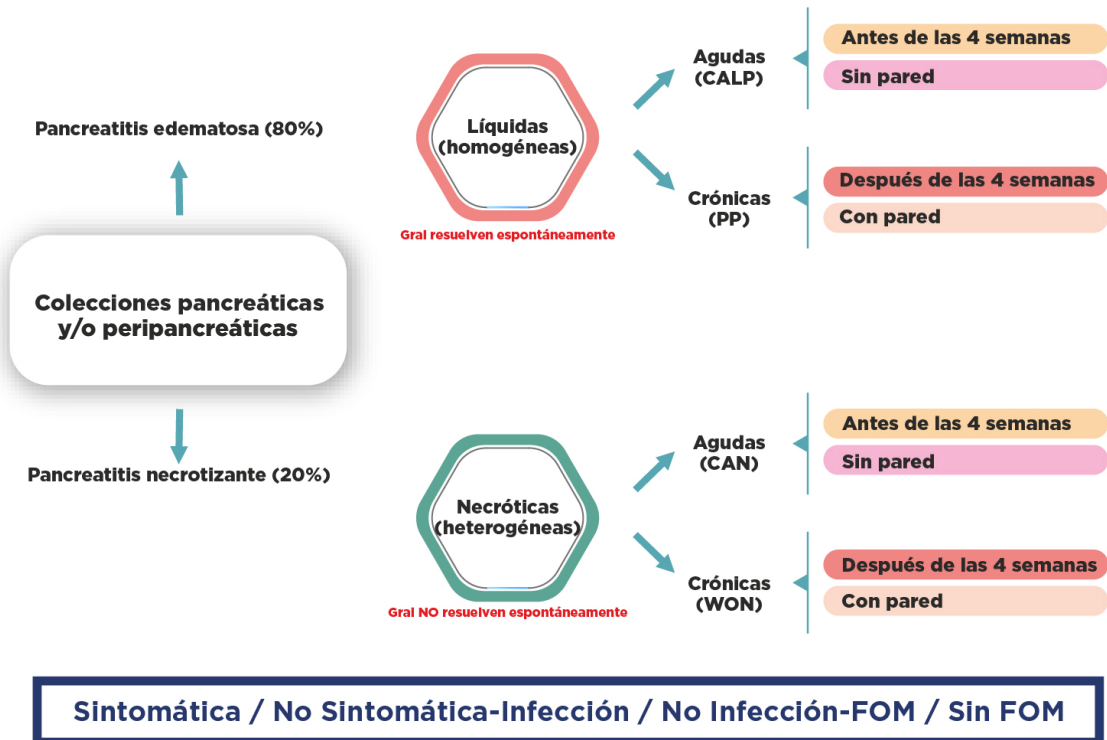 Pancreatitis edematosa (80%)
Colecciones pancreáticas
y/o peripancreáticas
Pancreatitis necrotizante (20%)
Líquidas
(homogéneas)
Gral resuelven espontáneamente
Agudas
(CALP)
Antes de las 4 semanas
Sin pared
Crónicas
(PP)
Después de las 4 semanas
Con pared
Necróticas
(heterogéneas)
Gral NO resuelven espontáneamente
Agudas
(CAN)
Antes de las 4 semanas
Sin pared
Crónicas
(WON)
Después de las 4 semanas
Con pared
Sintomática / No Sintomática-Infección / No Infección-FOM / Sin FOM